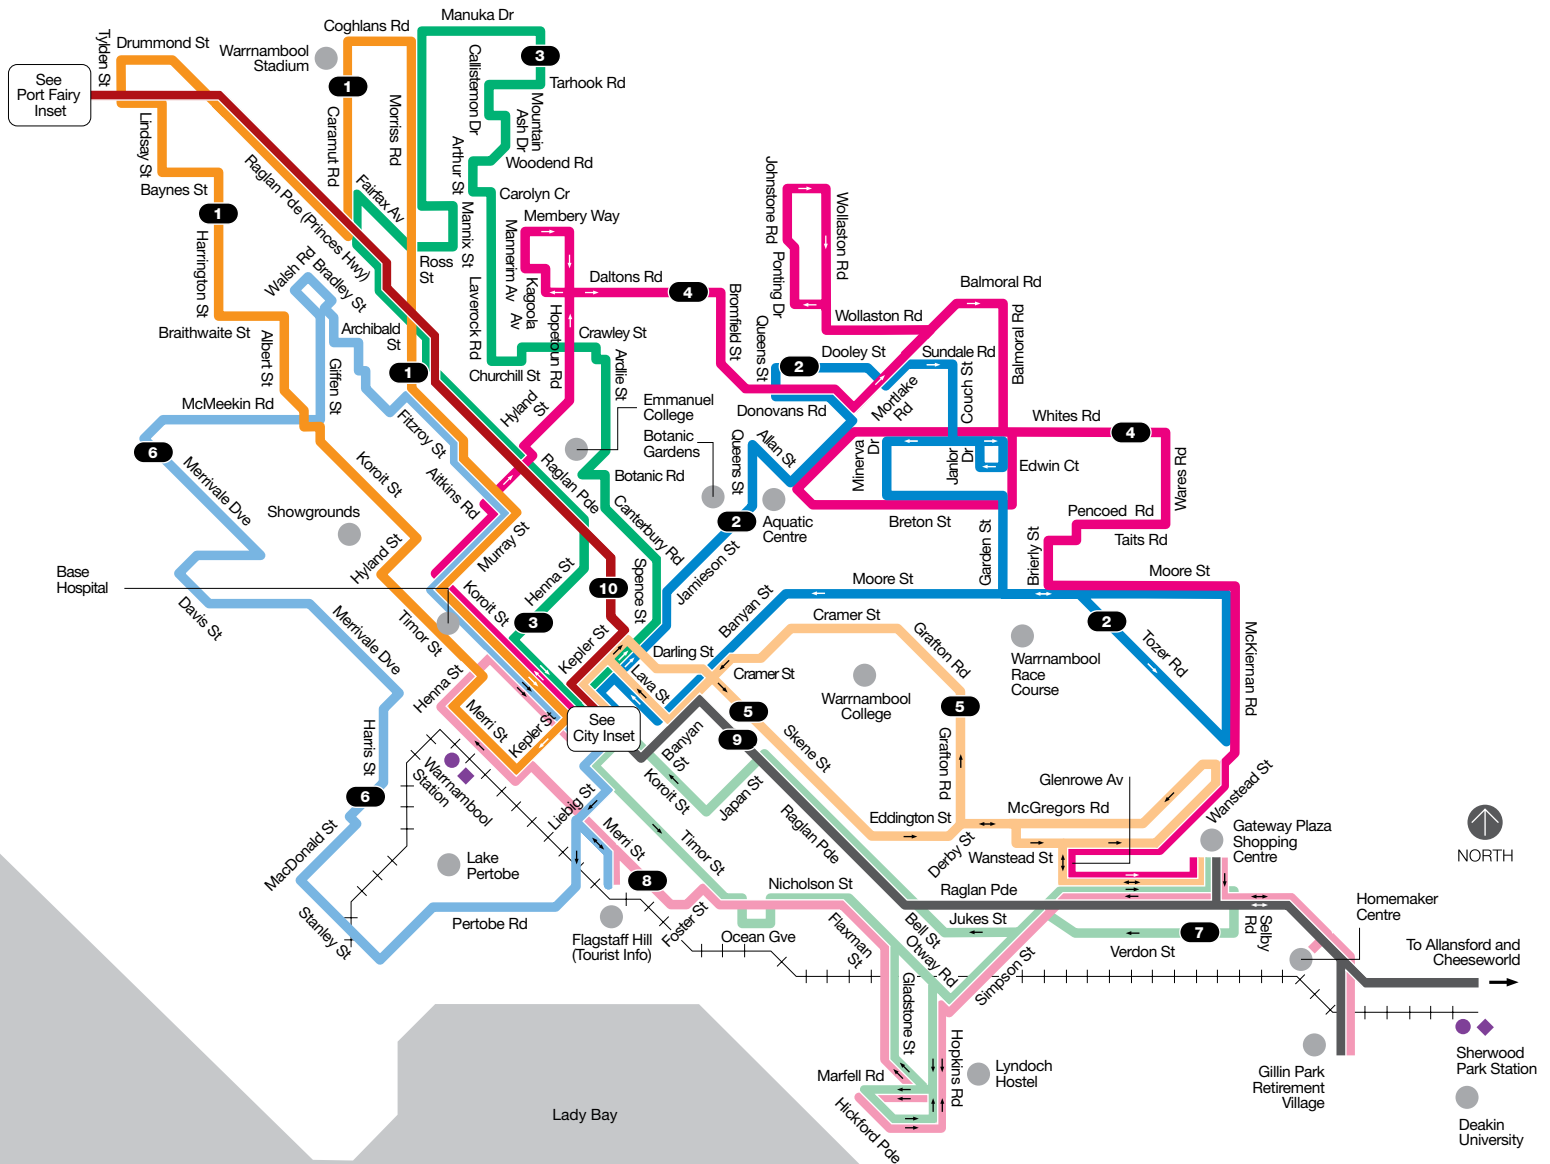 Manuka Dr
Coghlans Rd
Tylden St
Drummond St
Warrnambool
Stadium
3
Tarhook Rd
See
Port Fairy
Inset
1
Callistemon Dr
Mountain
Ash Dr
Caramut Rd
Morriss Rd
Lindsay St
Arthur St
Woodend Rd
Baynes St
Raglan Pde (Princes Hwy)
Fairfax Av
Carolyn Cr
Johnstone Rd
Wollaston Rd
1
Mannix St
Membery Way
Mannerim Av
Harrington St
Walsh Rd
Td Bradley St
Ross
St
Laverock Rd
Kagoola
Av
Daltons Rd
4
Ponting Dr
Balmoral Rd
Braithwaite St
Archibald
St
Hopetoun Rd
Crawley St
Bromfield St
Wollaston Rd
Balmoral Rd
Albert St
Giffen St
1
Churchill St
Ardlie St
Queens St
2
Dooley St
Sundale Rd
Mortlake
Rd
Couch St
McMeekin Rd
Fitzroy St
Hyland
St
Emmanuel
College
Donovans Rd
Whites Rd
4
6
Botanic
Gardens
Queens St
Allan St
Minerva
Dr
Janlor
Dr
Edwin Ct
Merrivale Dve
Koroit St
Aitkins Rd
Raglan Pde
Botanic Rd
Wares Rd
Showgrounds
Canterbury Rd
2
Aquatic
Centre
Breton St
Pencoed Rd
Taits Rd
Hyland St
Murray St
Jamieson St
Garden St
Brierly St
Base
Hospital
Henna St
10
Spence St
Moore St
Moore St
Davis St
Koroit St
3
Banyan St
Cramer St
2
Merrivale Dve
Timor St
Kepler St
Darling St
Grafton Rd
Tozer Rd
McKiernan Rd
Warrnambool
Race
Course
Henna St
Lava St
Cramer St
Warrnambool
College
Merri St
Kepler St
See
City Inset
5
5
Harris St
9
Banyan
St
Skene St
Warrnambool
Station
Koroit St
Japan St
Grafton Rd
Glenrowe Av
Wanstead St
6
Liebig St
Raglan Pde
McGregors Rd
MacDonald St
Merri St
Timor St
Eddington St
Derby St
Gateway Plaza
Shopping
Centre
NORTH
Lake
Pertobe
8
Wanstead St
Nicholson St
Raglan Pde
Homemaker
Centre
Pertobe Rd
Stanley St
Flagstaff Hill
(Tourist Info)
Foster St
Ocean Gve
Flaxman
St
Bell St
Jukes St
7
Selby
Rd
Otway Rd
Verdon St
To Allansford and
Cheeseworld
Simpson St
Gladstone St
Hopkins Rd
Lyndoch
Hostel
Sherwood
Park Station
Marfell Rd
Gillin Park
Retirement
Village
Hickford Pde
Lady Bay
Deakin
University